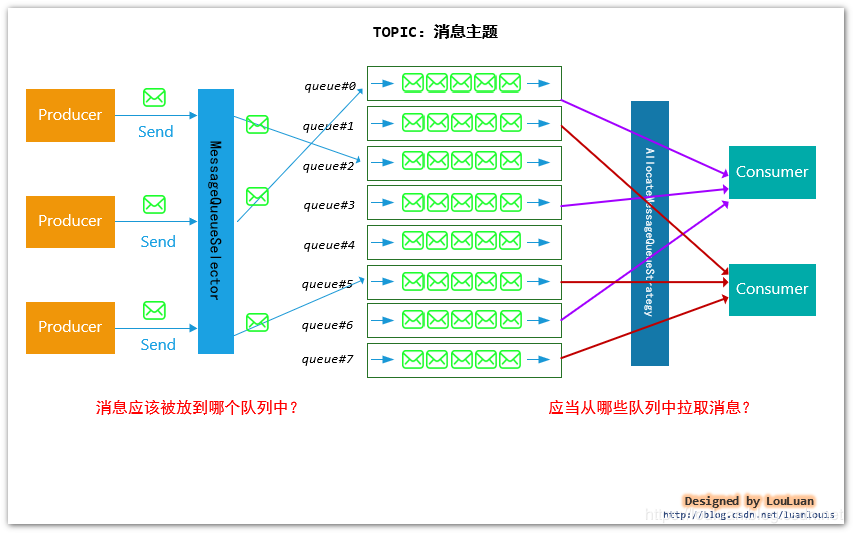 TOPIC：消息主题
Producer
Send
Producer
Send
Producer
Send
MessageQueueSelector
queue#0
queue#1
queue#2
queue#3
queue#4
queue#5
queue#6
queue#7
AllocateMessageQueueStrategy
Consumer
Consumer
消息应该被放到哪个队列中？
应当从哪些队列中拉取消息？
Designed by LouLuan
http://blog.csdn.net/luanlouis